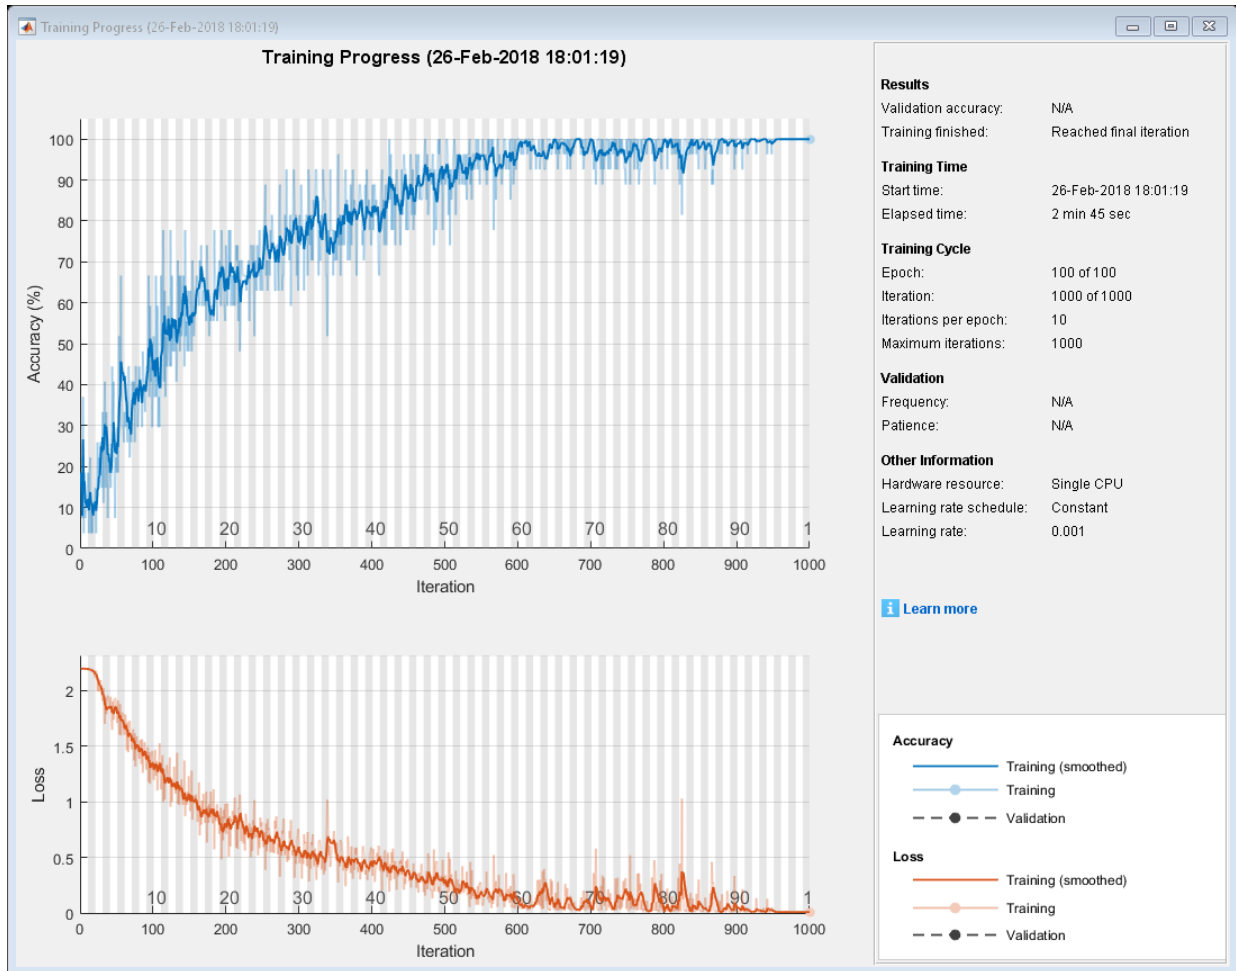 Training Progress (26-Feb-2018 18:01:19)
Training Progress (26-Feb-2018 18:01:19)
Accuracy (%)
100
90
80
70
60
50
40
30
20
10
0
10 20 30 40 50 60 70 80 90 1
0 100 200 300 400 500 600 700 800 900 1000
Iteration
Loss
2
1.5
1
0.5
0
10 20 30 40 50 60 70 80 90 1
0 100 200 300 400 500 600 700 800 900 1000
Iteration
Results
Validation accuracy: N/A
Training finished: Reached final iteration
Training Time
Start time: 26-Feb-2018 18:01:19
Elapsed time: 2 min 45 sec
Training Cycle
Epoch: 100 of 100
Iteration: 1000 of 1000
Iterations per epoch: 10
Maximum iterations: 1000
Validation
Frequency: N/A
Patience: N/A
Other Information
Hardware resource: Single CPU
Learning rate schedule: Constant
Learning rate: 0.001
i Learn more
Accuracy
Training (smoothed)
Training
Validation
Loss
Training (smoothed)
Training
Validation